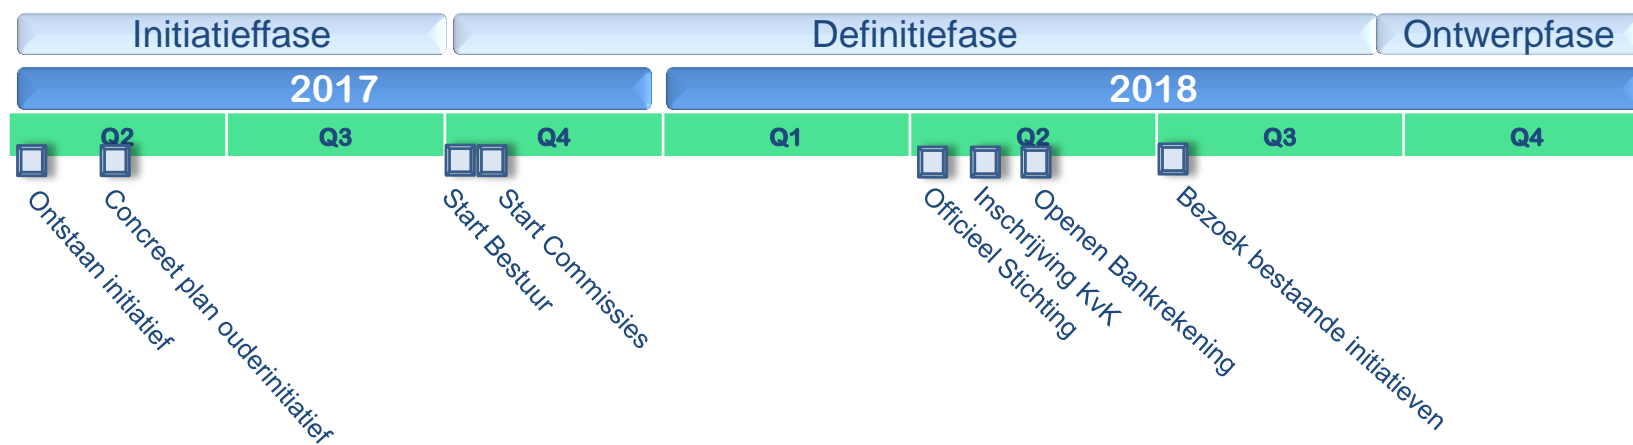 Initiatieffase
Definitiefase
Ontwerpfase
2017
2018
Q2
Q3
Q4
Q1
Q2
Q3
Q4
Ontstaan initiatief
Concreet plan ouderinitiatief
Start Bestuur
Start Commissies
Officieel Stichting
Inschrijving KvK
Openen Bankrekening
Bezoek bestaande initiatieven